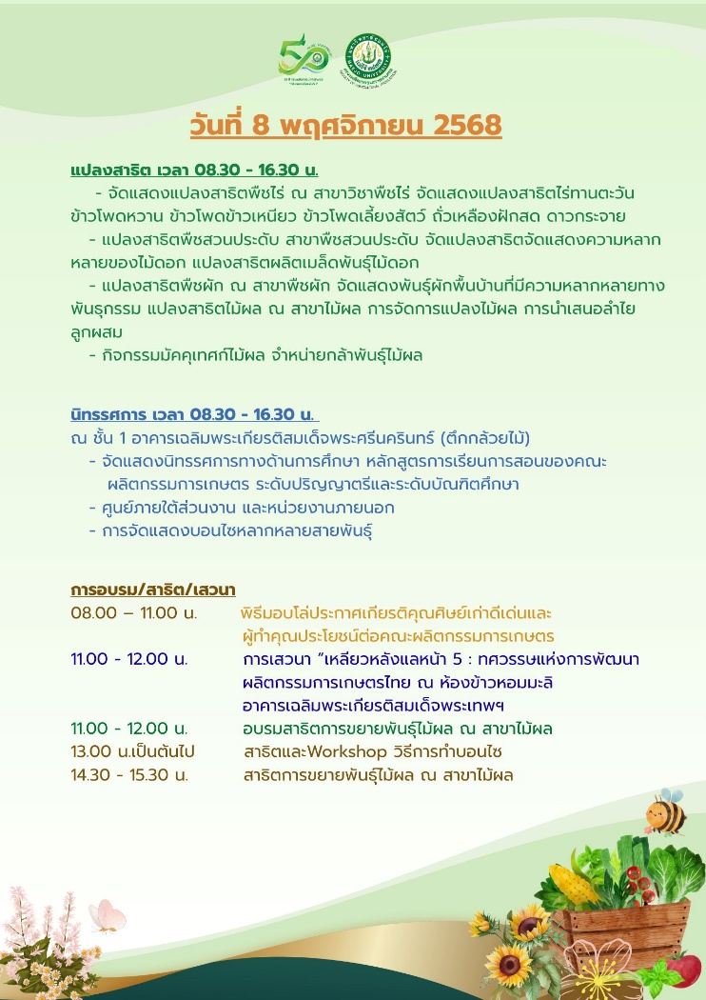 วันที่ 8 พฤศจิกายน 2568
แปลงสาธิต เวลา 08.30 - 16.30 น.
- จัดแสดงแปลงสาธิตพืชไร่ ณ สาขาวิชาพืชไร่ จัดแสดงแปลงสาธิตไร่ทานตะวัน
ข้าวโพดหวาน ข้าวโพดข้าวเหนียว ข้าวโพดเลี้ยงสัตว์ ถั่วเหลืองฝักสด ดาวกระจาย
- แปลงสาธิตพืชสวนประดับ สาขาพืชสวนประดับ จัดแปลงสาธิตจัดแสดงความหลาก
หลายของไม้ดอก แปลงสาธิตผลิตเมล็ดพันธุ์ไม้ดอก
- แปลงสาธิตพืชผัก ณ สาขาพืชผัก จัดแสดงพันธุ์ผักพื้นบ้านที่มีความหลากหลายทาง
พันธุกรรม แปลงสาธิตไม้ผล ณ สาขาไม้ผล การจัดการแปลงไม้ผล การนำเสนอลำไย
ลูกผสม
- กิจกรรมมัคคุเทศก์ไม้ผล จำหน่ายกล้าพันธุ์ไม้ผล
นิทรรศการ เวลา 08.30 - 16.30 น.
ณ ชั้น 1 อาคารเฉลิมพระเกียรติสมเด็จพระศรีนครินทร์ (ตึกกล้วยไม้)
- จัดแสดงนิทรรศการทางด้านการศึกษา หลักสูตรการเรียนการสอนของคณะ
ผลิตกรรมการเกษตร ระดับปริญญาตรีและระดับบัณฑิตศึกษา
- ศูนย์ภายใต้ส่วนงาน และหน่วยงานภายนอก
- การจัดแสดงบอนไซหลากหลายสายพันธุ์
การอบรม/สาธิต/เสวนา
08.00 – 11.00 น. พิธีมอบโล่ประกาศเกียรติคุณศิษย์เก่าดีเด่นและ
ผู้ทำคุณประโยชน์ต่อคณะผลิตกรรมการเกษตร
11.00 - 12.00 น. การเสวนา "เหลียวหลังแลหน้า 5 : ทศวรรษแห่งการพัฒนา
ผลิตกรรมการเกษตรไทย ณ ห้องข้าวหอมมะลิ
อาคารเฉลิมพระเกียรติสมเด็จพระเทพฯ
11.00 - 12.00 น. อบรมสาธิตการขยายพันธุ์ไม้ผล ณ สาขาไม้ผล
13.00 น.เป็นต้นไป สาธิตและWorkshop วิธีการทำบอนไซ
14.30 - 15.30 น. สาธิตการขยายพันธุ์ไม้ผล ณ สาขาไม้ผล